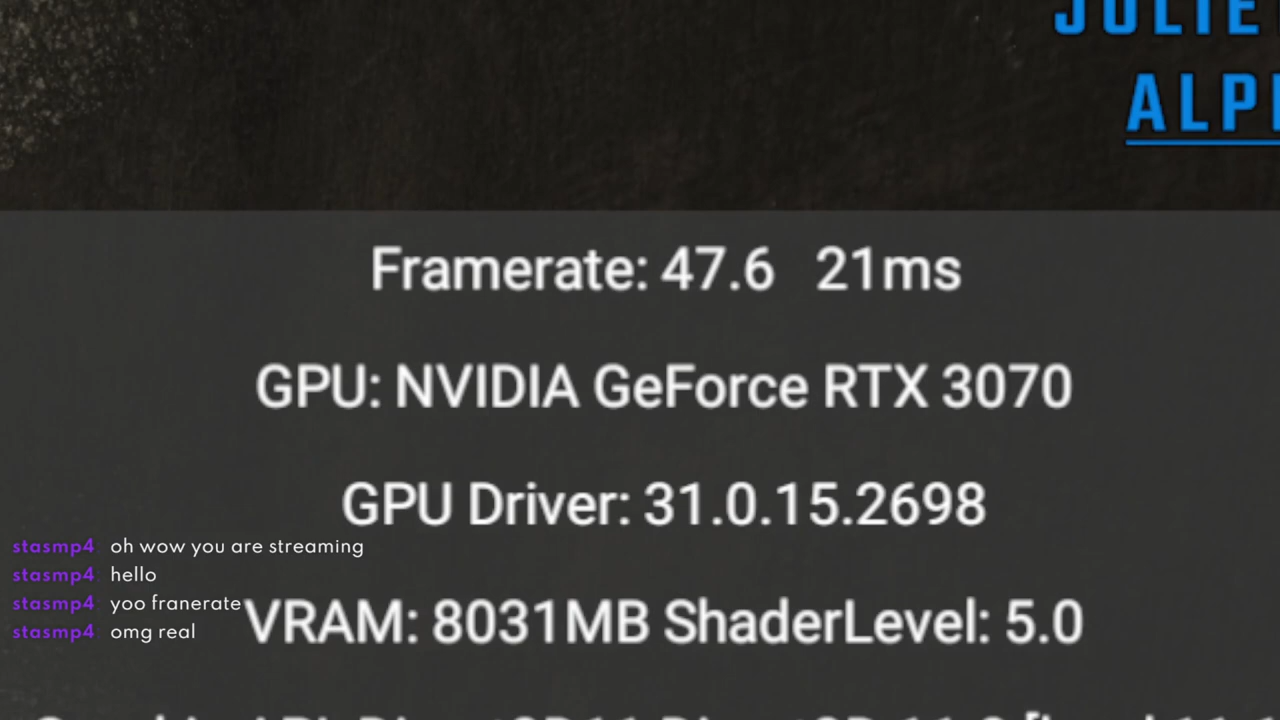 JULIE
ALP
Framerate: 47.6 21ms
GPU: NVIDIA GeForce RTX 3070
GPU Driver: 31.0.15.2698
stasmp4 oh wow you are streaming
stasmp4 hello
stasmp4 yoo franerate
VRAM: 8031MB ShaderLevel: 5.0
stasmp4 omg real